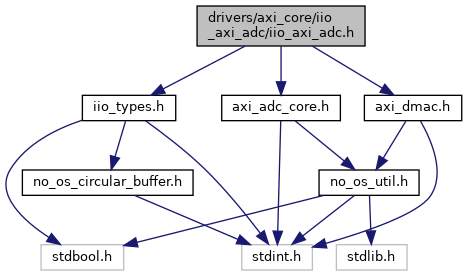 drivers/axi_core/iio
_axi_adc/iio_axi_adc.h
iio_types.h
axi_adc_core.h
axi_dmac.h
no_os_circular_buffer.h
no_os_util.h
stdbool.h
stdint.h
stdlib.h